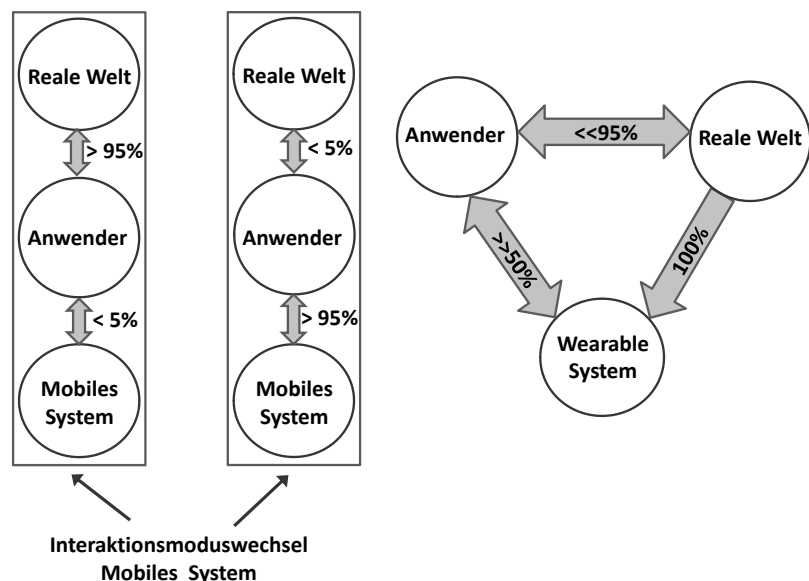 Reale Welt
> 95%
Anwender
< 5%
Mobiles
System
Reale Welt
< 5%
Anwender
> 95%
Mobiles
System
Interaktionsmoduswechsel
Mobiles System
Anwender
<<95%
Reale Welt
>>50%
100%
Wearable
System